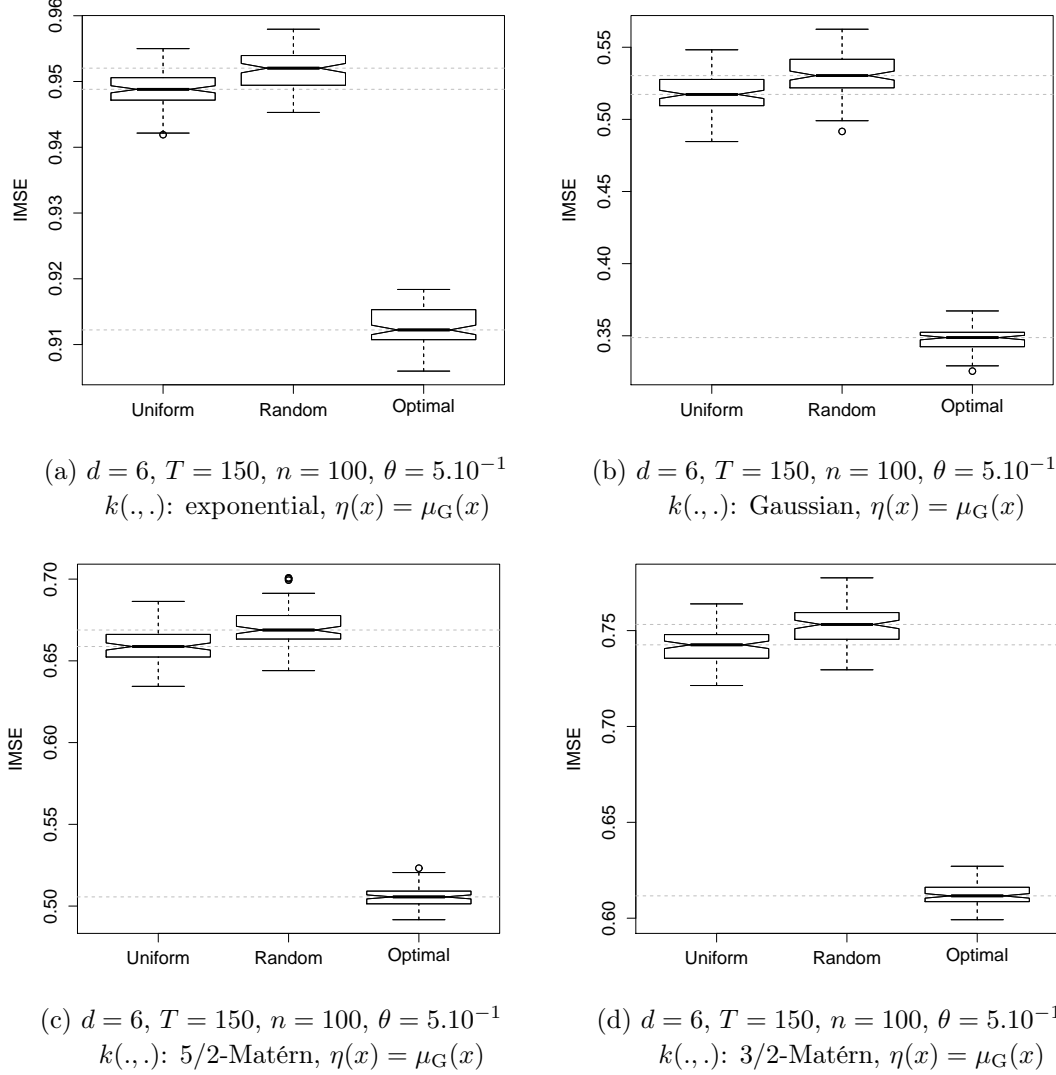 IMSE
0.91 0.92 0.93 0.94 0.95 0.96
Uniform Random Optimal
(a) d = 6, T = 150, n = 100, θ = 5.10⁻¹
k(., .): exponential, η(x) = μ_G(x)
IMSE
0.35 0.40 0.45 0.50 0.55
Uniform Random Optimal
(b) d = 6, T = 150, n = 100, θ = 5.10⁻¹
k(., .): Gaussian, η(x) = μ_G(x)
IMSE
0.50 0.55 0.60 0.65 0.70
Uniform Random Optimal
(c) d = 6, T = 150, n = 100, θ = 5.10⁻¹
k(., .): 5/2-Matérn, η(x) = μ_G(x)
IMSE
0.60 0.65 0.70 0.75
Uniform Random Optimal
(d) d = 6, T = 150, n = 100, θ = 5.10⁻¹
k(., .): 3/2-Matérn, η(x) = μ_G(x)